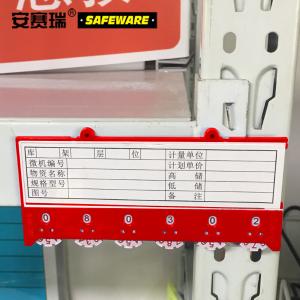 安赛瑞 SAFEWARE
库 架 层 位 计量单位
微机编号 计划单价
物资名称 高 储
规格型号 低 储
图号 备 注
0 8 0 3 0 2